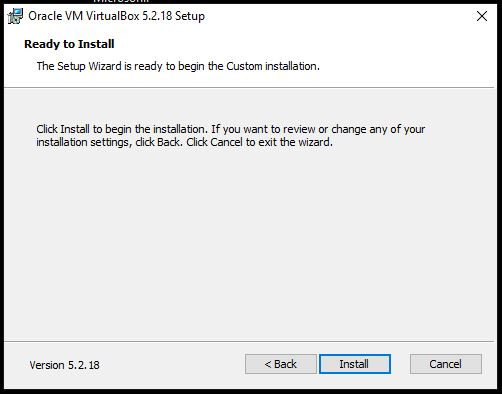 Oracle VM VirtualBox 5.2.18 Setup
Ready to Install
The Setup Wizard is ready to begin the Custom installation.
Click Install to begin the installation. If you want to review or change any of your
installation settings, click Back. Click Cancel to exit the wizard.
Version 5.2.18
< Back
Install
Cancel